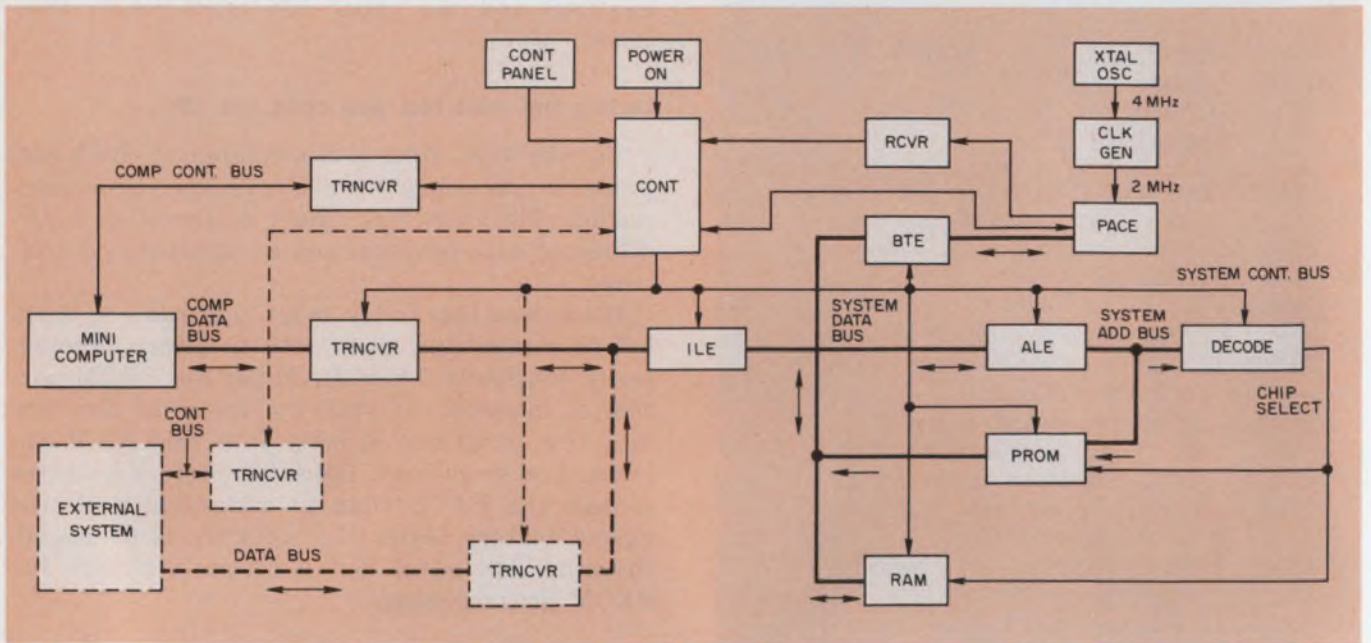 CONT
PANEL
POWER
ON
XTAL
OSC
4 MHz
CLK
GEN
2 MHz
RCVR
COMP CONT. BUS
TRNCVR
CONT
PACE
BTE
SYSTEM CONT. BUS
COMP
DATA
BUS
SYSTEM
DATA
BUS
SYSTEM
ADD BUS
MINI
COMPUTER
TRNCVR
ILE
ALE
DECODE
CHIP
SELECT
CONT
BUS
TRNCVR
PROM
EXTERNAL
SYSTEM
DATA BUS
TRNCVR
RAM